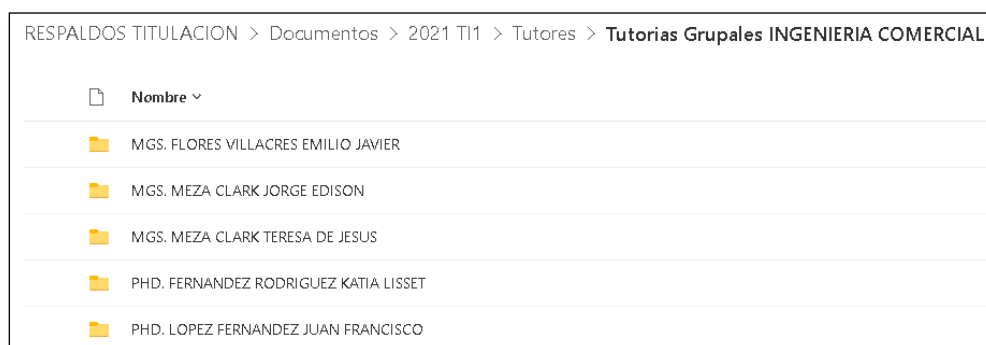 RESPALDOS TITULACION > Documentos > 2021 TI1 > Tutores > Tutorias Grupales INGENIERIA COMERCIAL
Nombre
MGS. FLORES VILLACRES EMILIO JAVIER
MGS. MEZA CLARK JORGE EDISON
MGS. MEZA CLARK TERESA DE JESUS
PHD. FERNANDEZ RODRIGUEZ KATIA LISSET
PHD. LOPEZ FERNANDEZ JUAN FRANCISCO